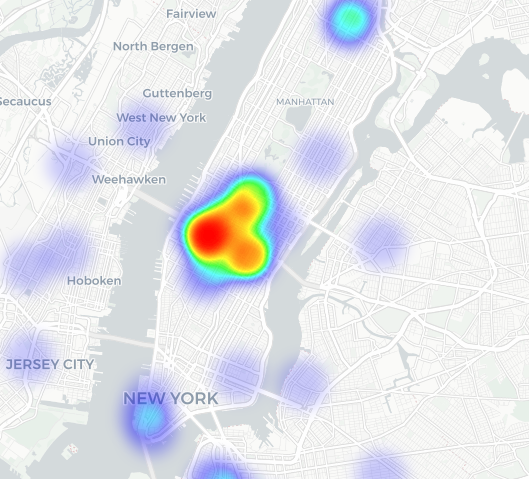 Fairview
North Bergen
Secaucus
Guttenberg
MANHATTAN
West New York
Union City
Weehawken
Hoboken
JERSEY CITY
NEW YORK